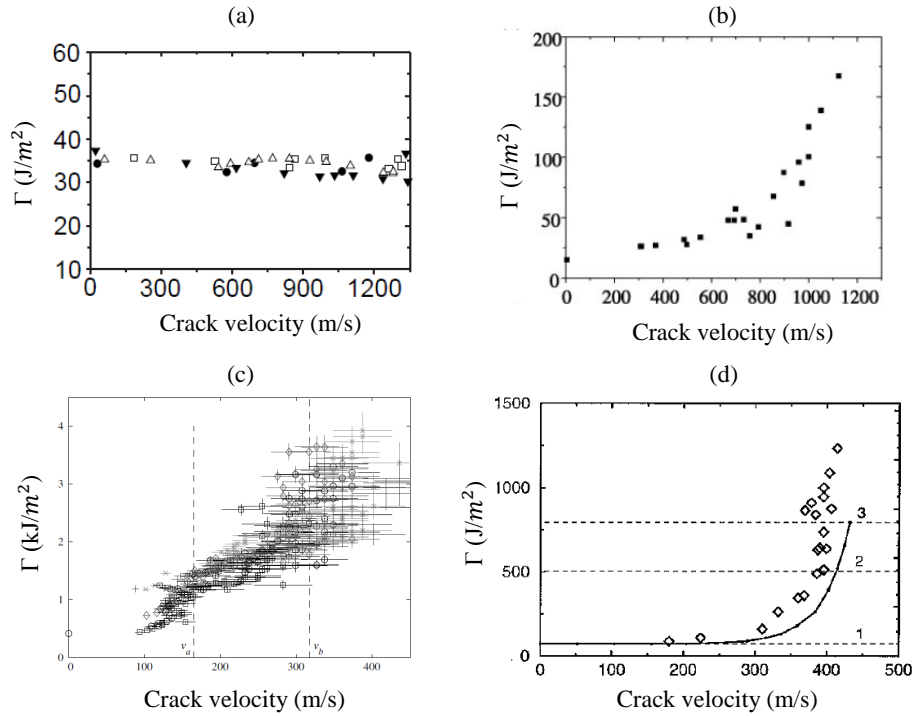 (a)
60
50
40
30
20
10
Γ (J/m²)
0 300 600 900 1200
Crack velocity (m/s)
(b)
200
150
100
50
0
Γ (J/m²)
0 200 400 600 800 1000 1200
Crack velocity (m/s)
(c)
4
3
2
1
0
Γ (kJ/m²)
v_a
v_b
0 100 200 300 400
Crack velocity (m/s)
(d)
1500
1000
500
0
Γ (J/m²)
3
2
1
0 100 200 300 400 500
Crack velocity (m/s)